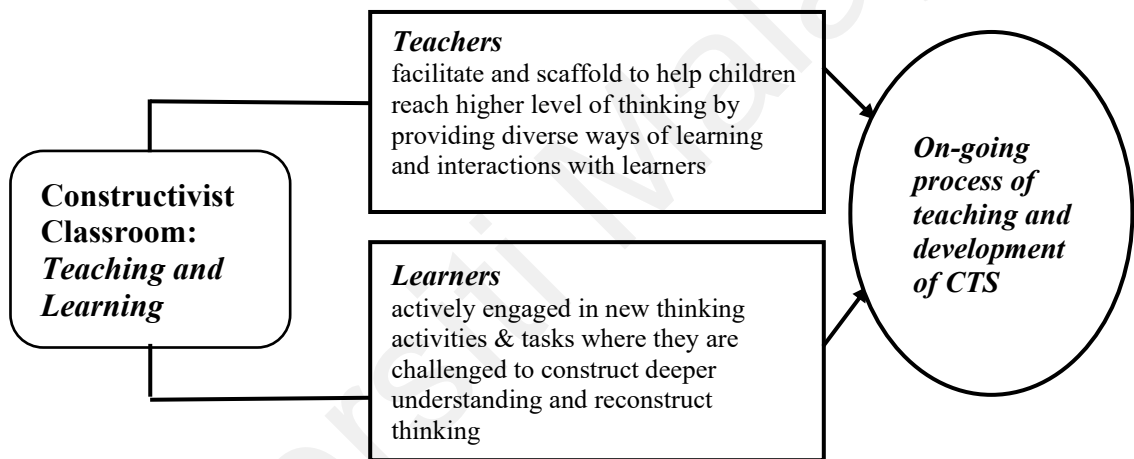 Teachers
facilitate and scaffold to help children
reach higher level of thinking by
providing diverse ways of learning
and interactions with learners
Constructivist
Classroom:
Teaching and
Learning
Learners
actively engaged in new thinking
activities & tasks where they are
challenged to construct deeper
understanding and reconstruct
thinking
On-going
process of
teaching and
development
of CTS